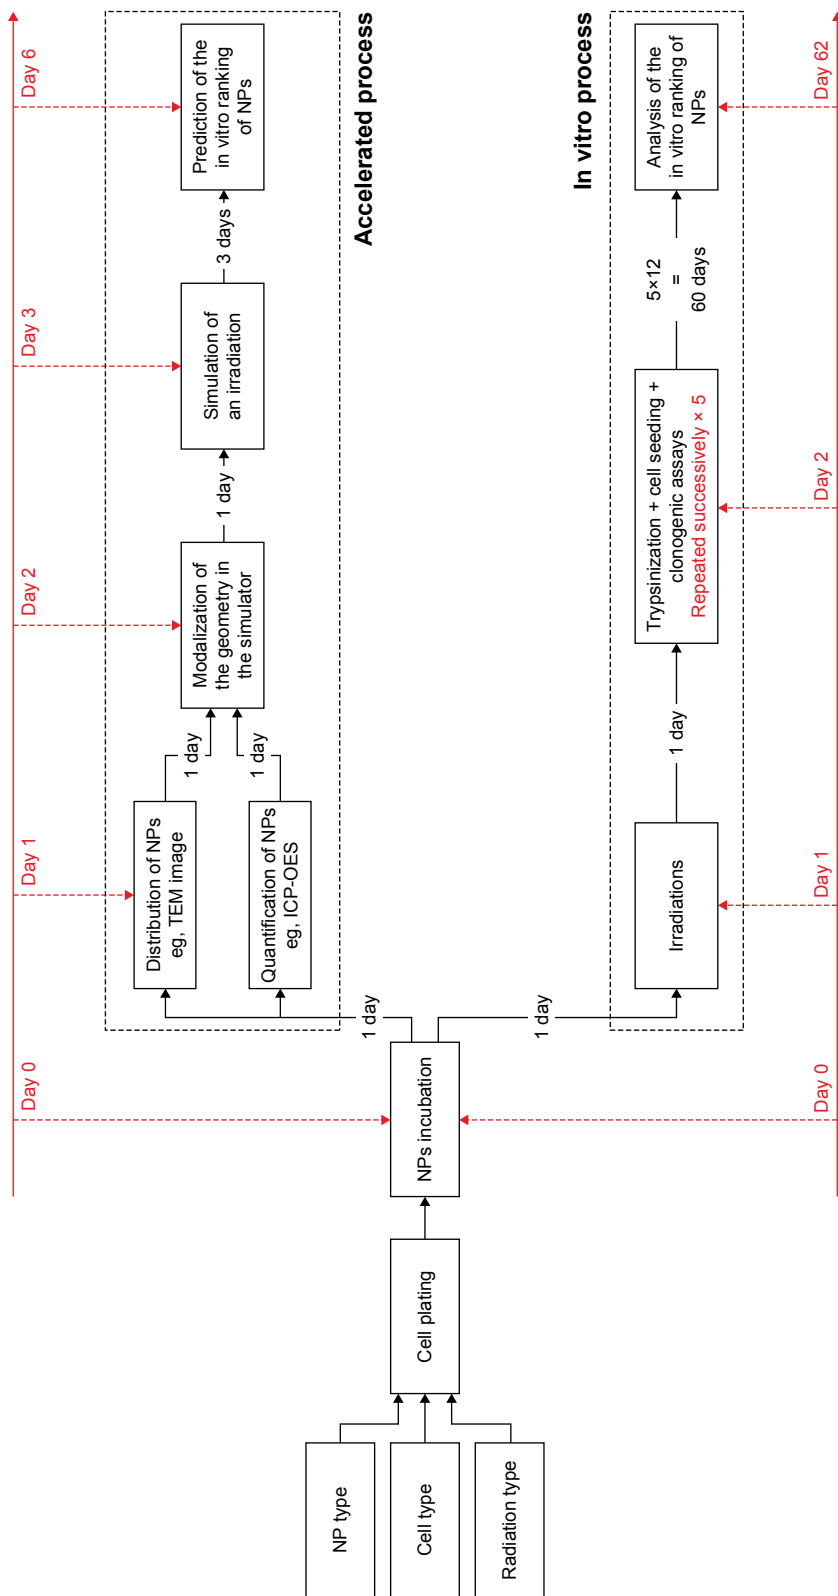 Day 0
Day 1
Day 2
Day 3
Day 6
NP type
Cell type
Radiation type
Cell plating
NPs incubation
1 day
Distribution of NPs
eg, TEM image
Quantification of NPs
eg, ICP-OES
1 day
1 day
Modalization of
the geometry in
the simulator
1 day
Simulation of
an irradiation
3 days
Prediction of the
in vitro ranking
of NPs
Accelerated process
In vitro process
1 day
Irradiations
1 day
Trypsinization + cell seeding +
clonogenic assays
Repeated successively × 5
5×12
=
60 days
Analysis of the
in vitro ranking of
NPs
Day 0
Day 1
Day 2
Day 62